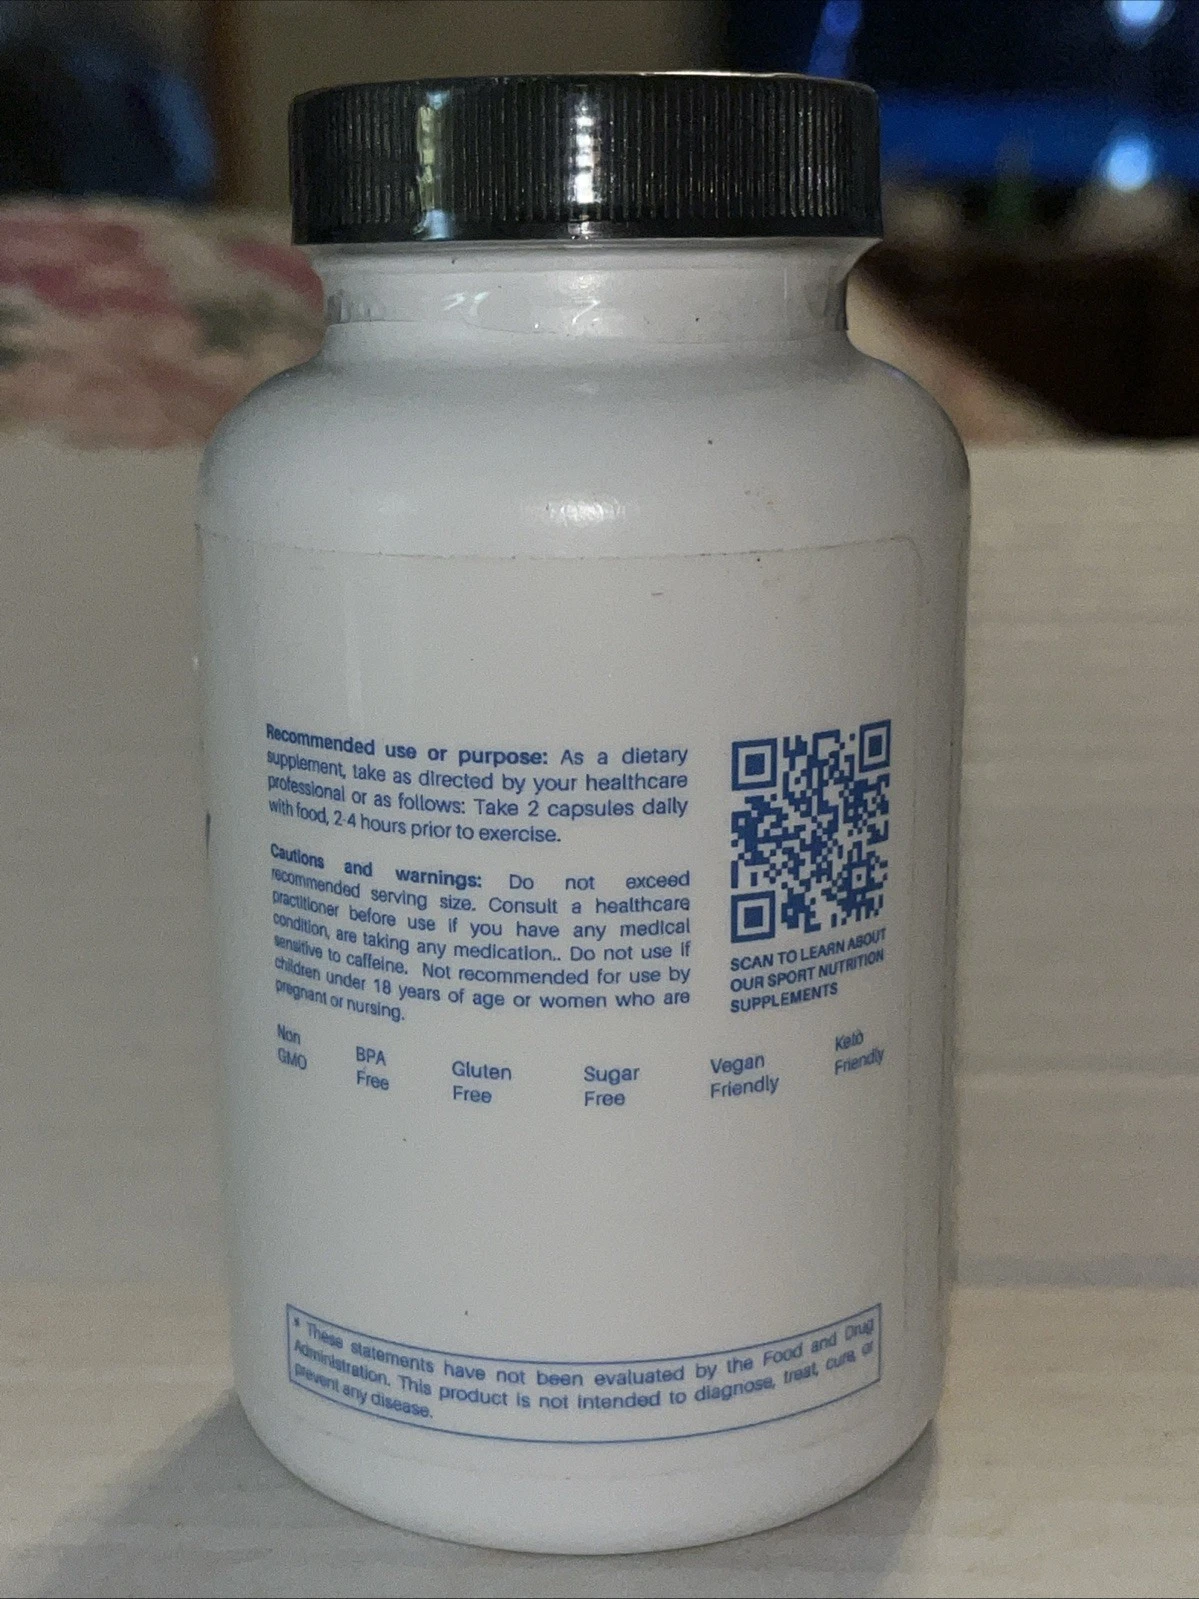 Recommended use or purpose: As a dietary
supplement, take as directed by your healthcare
professional or as follows: Take 2 capsules daily
with food, 2-4 hours prior to exercise.
Cautions and warnings: Do not exceed
recommended serving size. Consult a healthcare
practitioner before use if you have any medical
condition, are taking any medication.. Do not use if
sensitive to caffeine. Not recommended for use by
children under 18 years of age or women who are
pregnant or nursing.
SCAN TO LEARN ABOUT
OUR SPORT NUTRITION
SUPPLEMENTS
Non
GMO
BPA
Free
Gluten
Free
Sugar
Free
Vegan
Friendly
Keto
Friendly
* These statements have not been evaluated by the Food and Drug
Administration. This product is not intended to diagnose, treat, cure, or
prevent any disease.